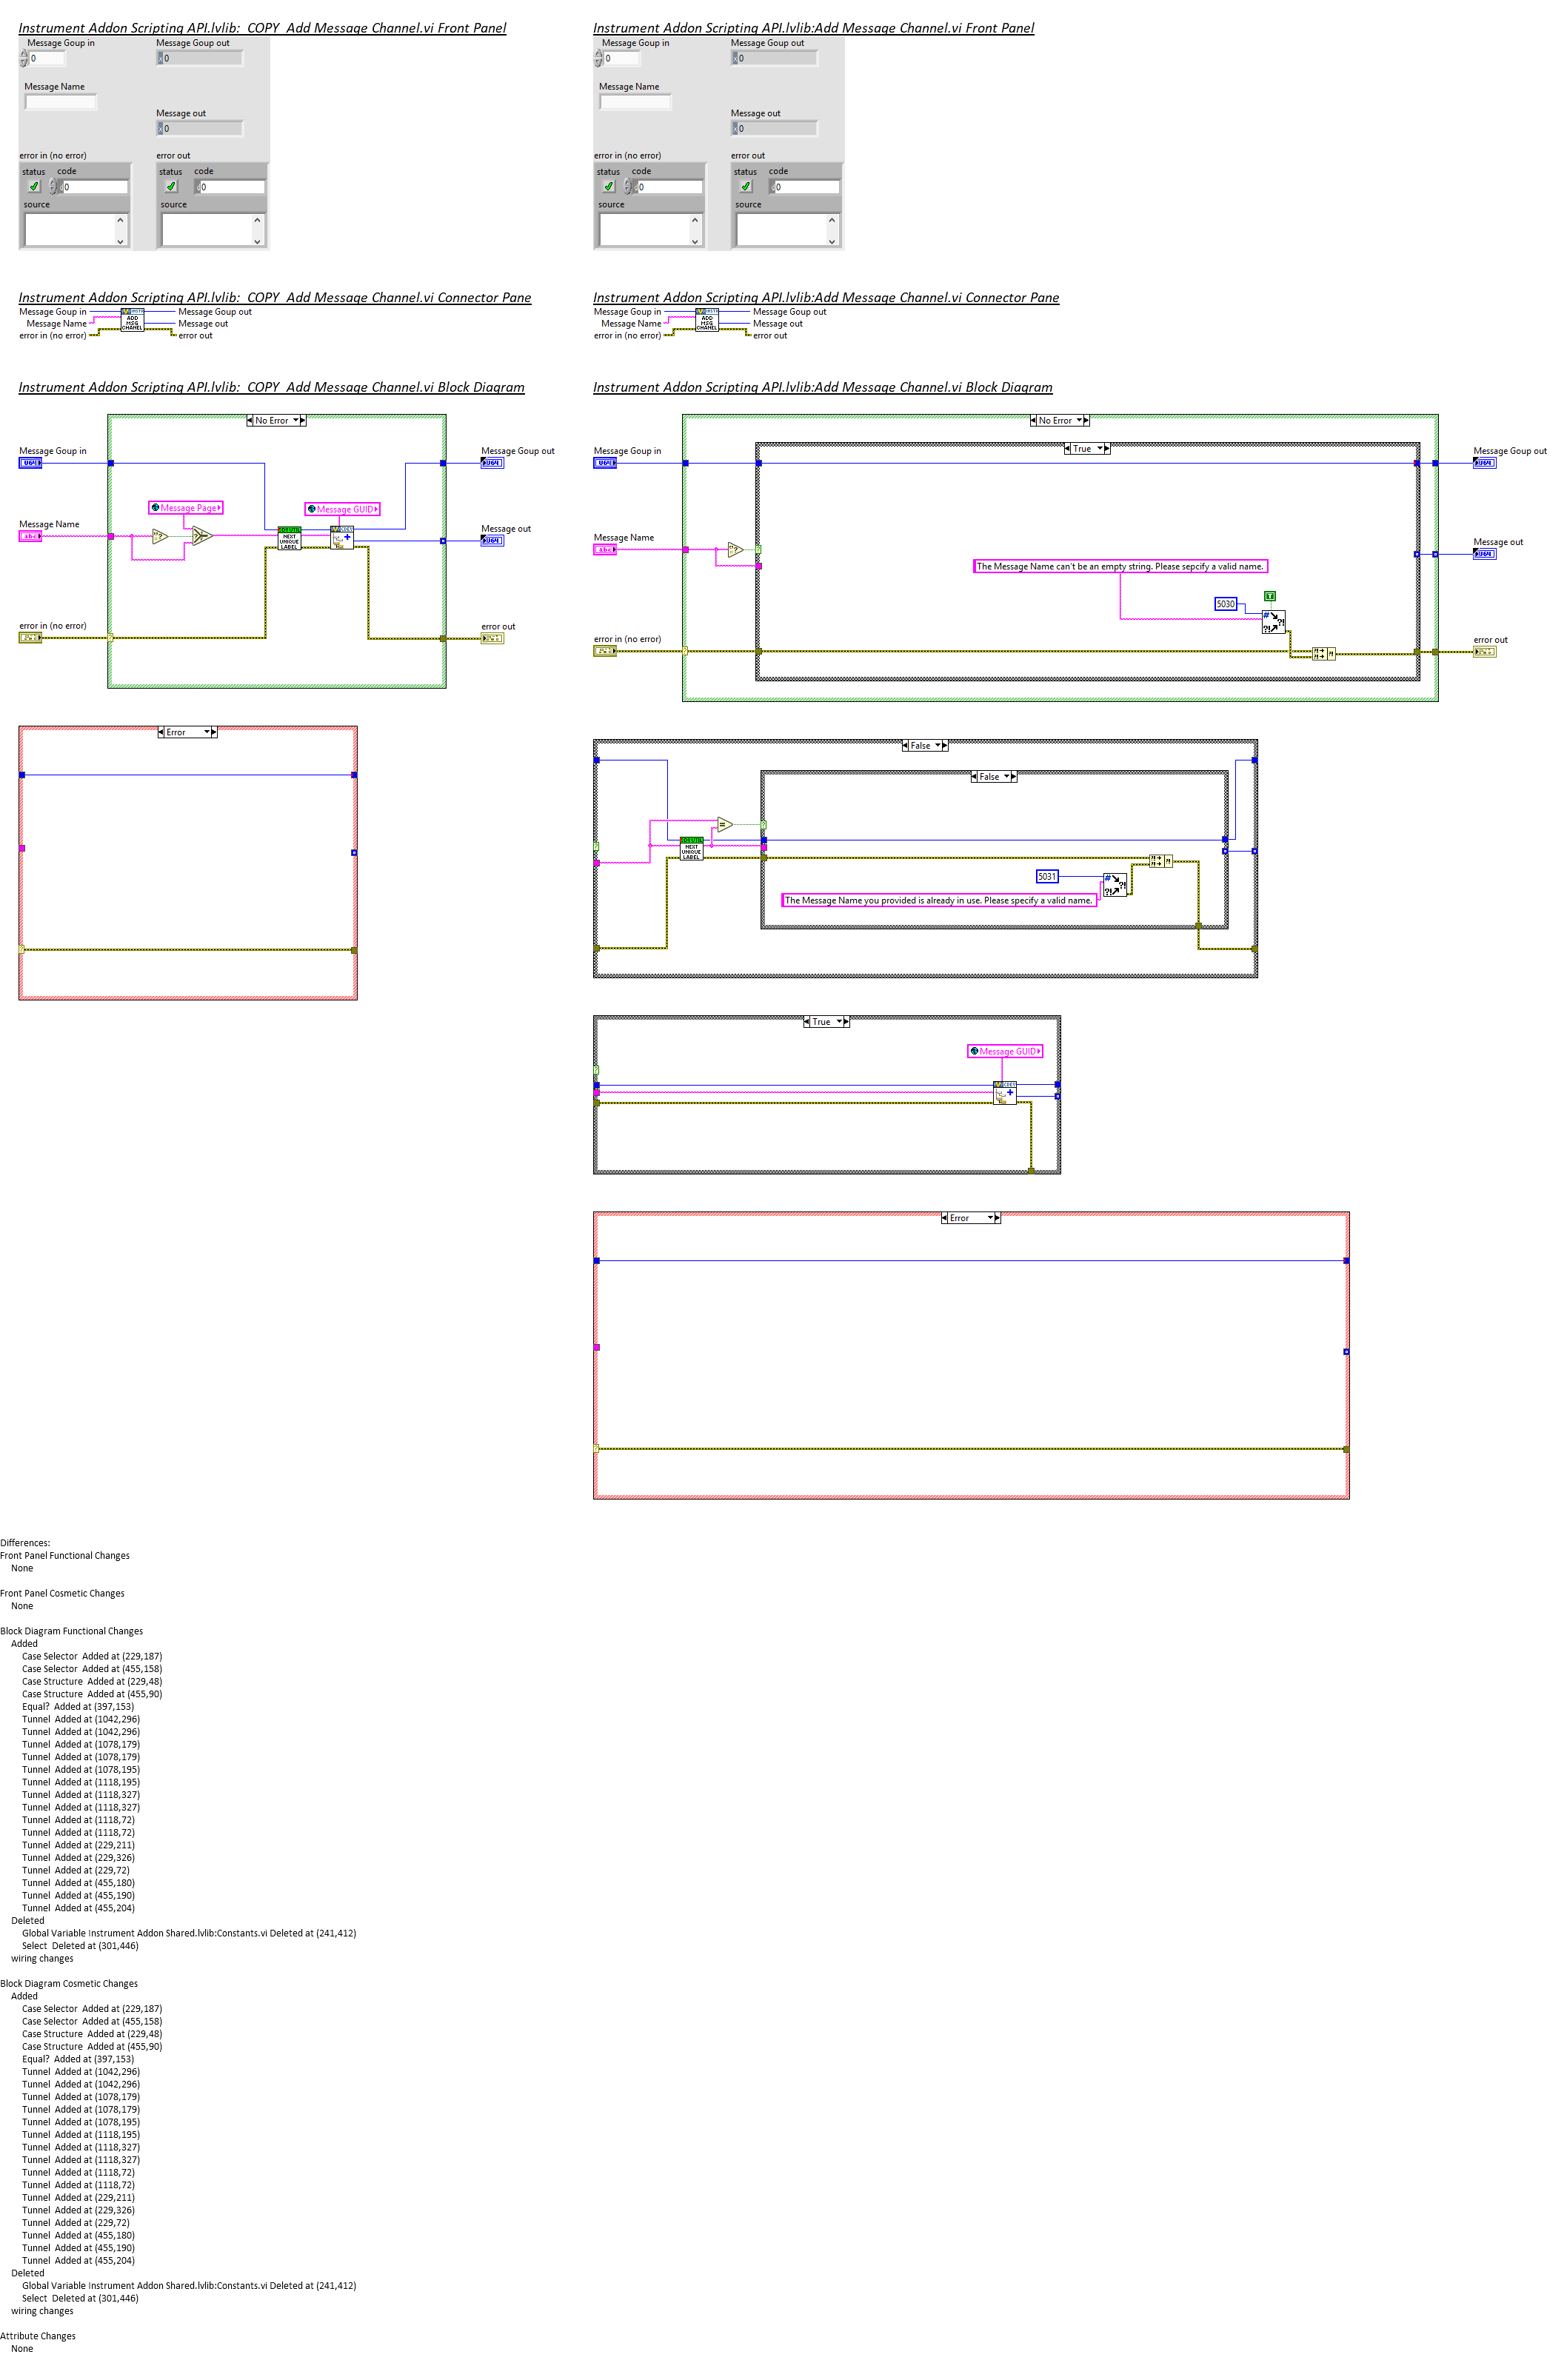 Instrument Addon Scripting API.lvlib:  COPY  Add Message Channel.vi Front Panel
Message Goup in
Message Goup out
0
0
Message Name
Message out
0
error in (no error)
error out
status
code
status
code
0
0
source
source
Instrument Addon Scripting API.lvlib:Add Message Channel.vi Front Panel
Message Goup in
Message Goup out
0
0
Message Name
Message out
0
error in (no error)
error out
status
code
status
code
0
0
source
source
Instrument Addon Scripting API.lvlib:  COPY  Add Message Channel.vi Connector Pane
Message Goup in
Message Goup out
Message Name
Message out
error in (no error)
error out
ADD
MSG
CHANEL
Instrument Addon Scripting API.lvlib:Add Message Channel.vi Connector Pane
Message Goup in
Message Goup out
Message Name
Message out
error in (no error)
error out
ADD
MSG
CHANEL
Instrument Addon Scripting API.lvlib:  COPY  Add Message Channel.vi Block Diagram
No Error
Message Goup in
Message Goup out
Message Page
Message GUID
Message Name
Message out
abc
NEXT
UNIQUE
LABEL
error in (no error)
error out
Error
Instrument Addon Scripting API.lvlib:Add Message Channel.vi Block Diagram
No Error
True
Message Goup in
Message Goup out
Message Name
Message out
abc
The Message Name can't be an empty string. Please sepcify a valid name.
5030
T
error in (no error)
error out
False
False
=
NEXT
UNIQUE
LABEL
5031
The Message Name you provided is already in use. Please specify a valid name.
True
Message GUID
Error
Differences:
Front Panel Functional Changes
None
Front Panel Cosmetic Changes
None
Block Diagram Functional Changes
Added
Case Selector  Added at (229,187)
Case Selector  Added at (455,158)
Case Structure  Added at (229,48)
Case Structure  Added at (455,90)
Equal?  Added at (397,153)
Tunnel  Added at (1042,296)
Tunnel  Added at (1042,296)
Tunnel  Added at (1078,179)
Tunnel  Added at (1078,179)
Tunnel  Added at (1078,195)
Tunnel  Added at (1118,195)
Tunnel  Added at (1118,327)
Tunnel  Added at (1118,327)
Tunnel  Added at (1118,72)
Tunnel  Added at (1118,72)
Tunnel  Added at (229,211)
Tunnel  Added at (229,326)
Tunnel  Added at (229,72)
Tunnel  Added at (455,180)
Tunnel  Added at (455,190)
Tunnel  Added at (455,204)
Deleted
Global Variable Instrument Addon Shared.lvlib:Constants.vi Deleted at (241,412)
Select  Deleted at (301,446)
wiring changes
Block Diagram Cosmetic Changes
Added
Case Selector  Added at (229,187)
Case Selector  Added at (455,158)
Case Structure  Added at (229,48)
Case Structure  Added at (455,90)
Equal?  Added at (397,153)
Tunnel  Added at (1042,296)
Tunnel  Added at (1042,296)
Tunnel  Added at (1078,179)
Tunnel  Added at (1078,179)
Tunnel  Added at (1078,195)
Tunnel  Added at (1118,195)
Tunnel  Added at (1118,327)
Tunnel  Added at (1118,327)
Tunnel  Added at (1118,72)
Tunnel  Added at (1118,72)
Tunnel  Added at (229,211)
Tunnel  Added at (229,326)
Tunnel  Added at (229,72)
Tunnel  Added at (455,180)
Tunnel  Added at (455,190)
Tunnel  Added at (455,204)
Deleted
Global Variable Instrument Addon Shared.lvlib:Constants.vi Deleted at (241,412)
Select  Deleted at (301,446)
wiring changes
Attribute Changes
None